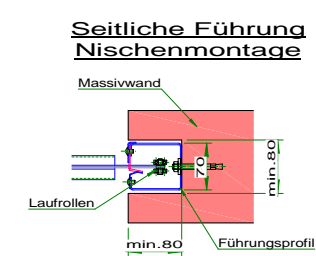 Seitliche Führung
Nischenmontage
Massivwand
70
min.80
Laufrollen
min.80
Führungsprofil